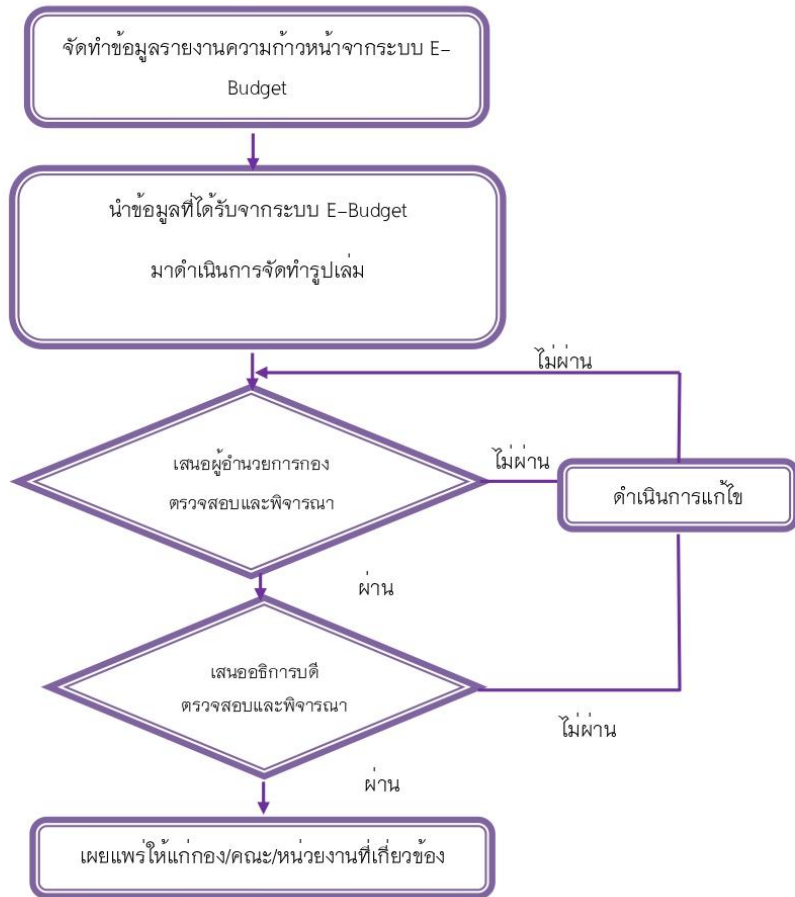 จัดทำข้อมูลรายงานความก้าวหน้าจากระบบ E-
Budget
นำข้อมูลที่ได้รับจากระบบ E-Budget
มาดำเนินการจัดทำรูปเล่ม
ไม่ผ่าน
เสนอผู้อำนวยการกอง
ตรวจสอบและพิจารณา
ไม่ผ่าน
ดำเนินการแก้ไข
ผ่าน
เสนออธิการบดี
ตรวจสอบและพิจารณา
ไม่ผ่าน
ผ่าน
เผยแพร่ให้แก่กอง/คณะ/หน่วยงานที่เกี่ยวข้อง